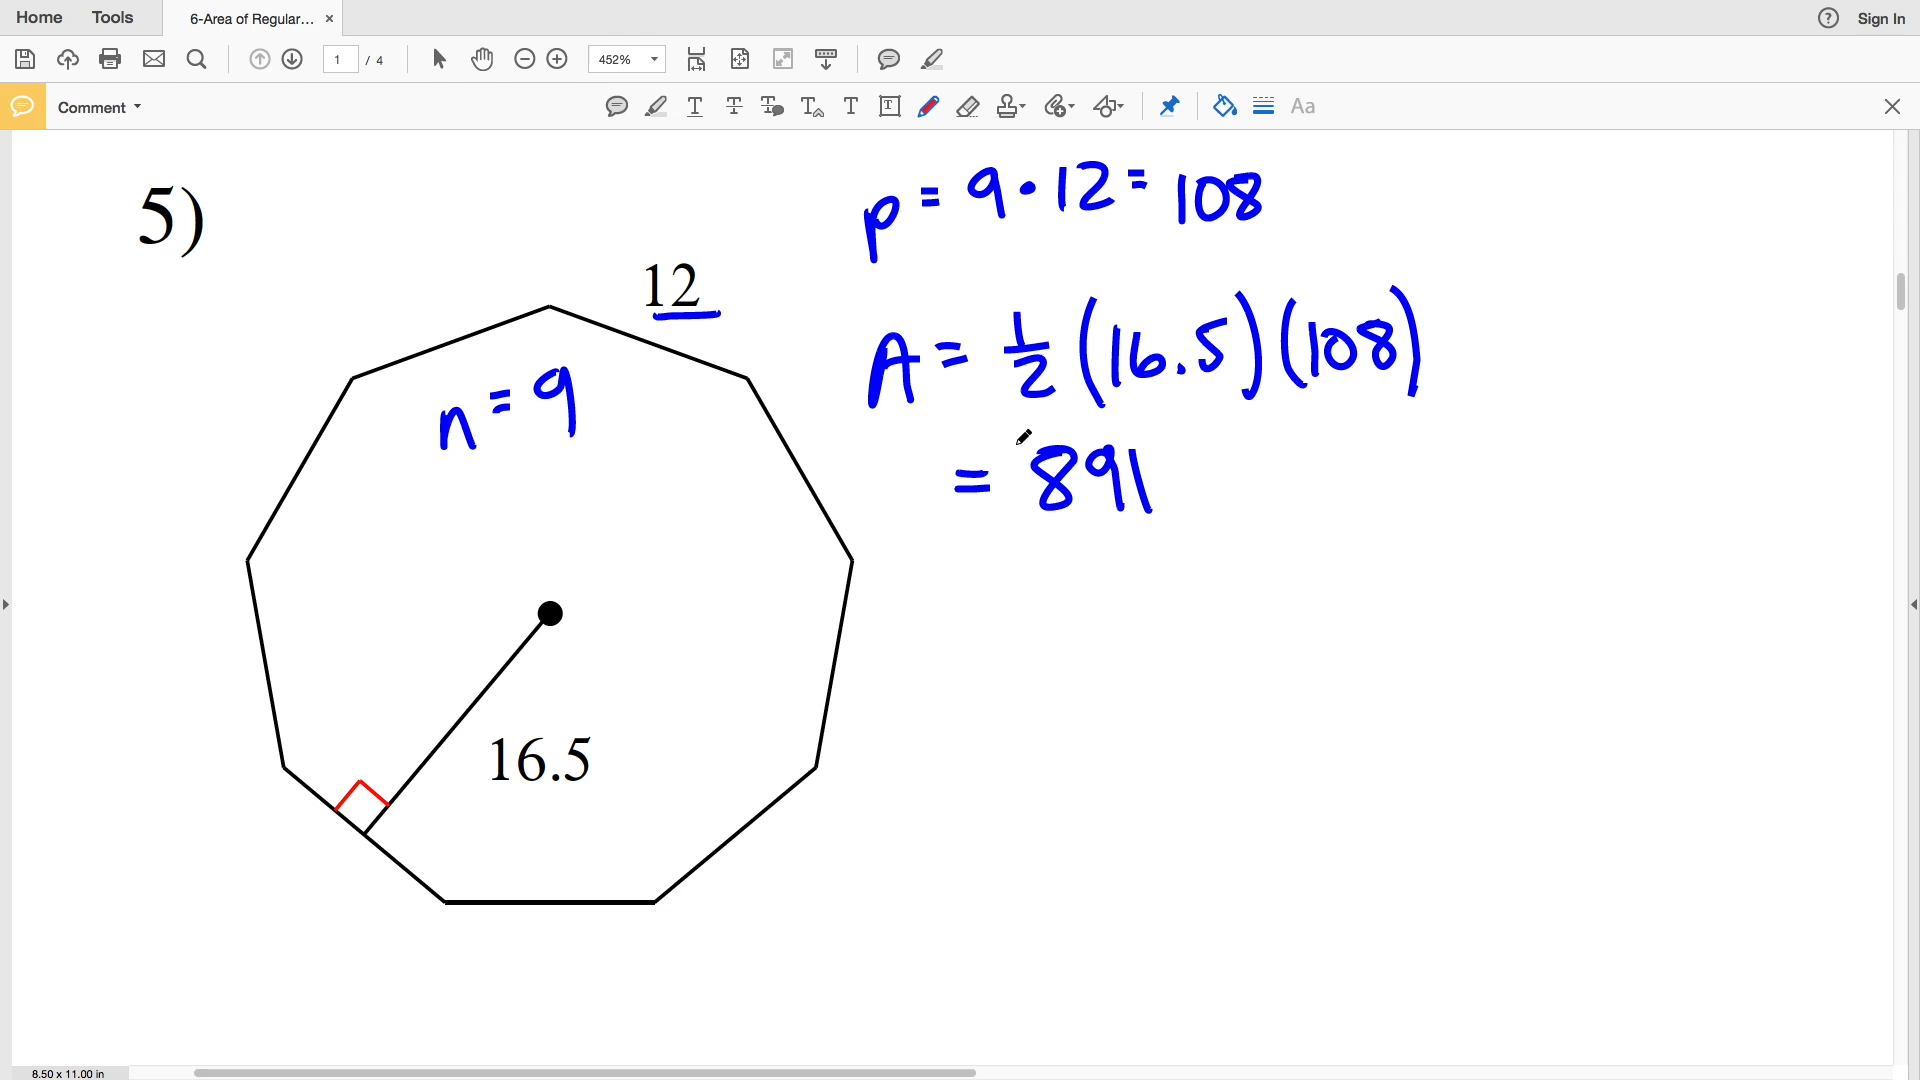 Home Tools 6-Area of Regular... × ? Sign In
1 / 4 452%
Comment T T T T T T Aa
5)
p = 9 · 12 = 108
12
A = 1/2 (16.5)(108)
n = 9
= 891
16.5
8.50 x 11.00 in